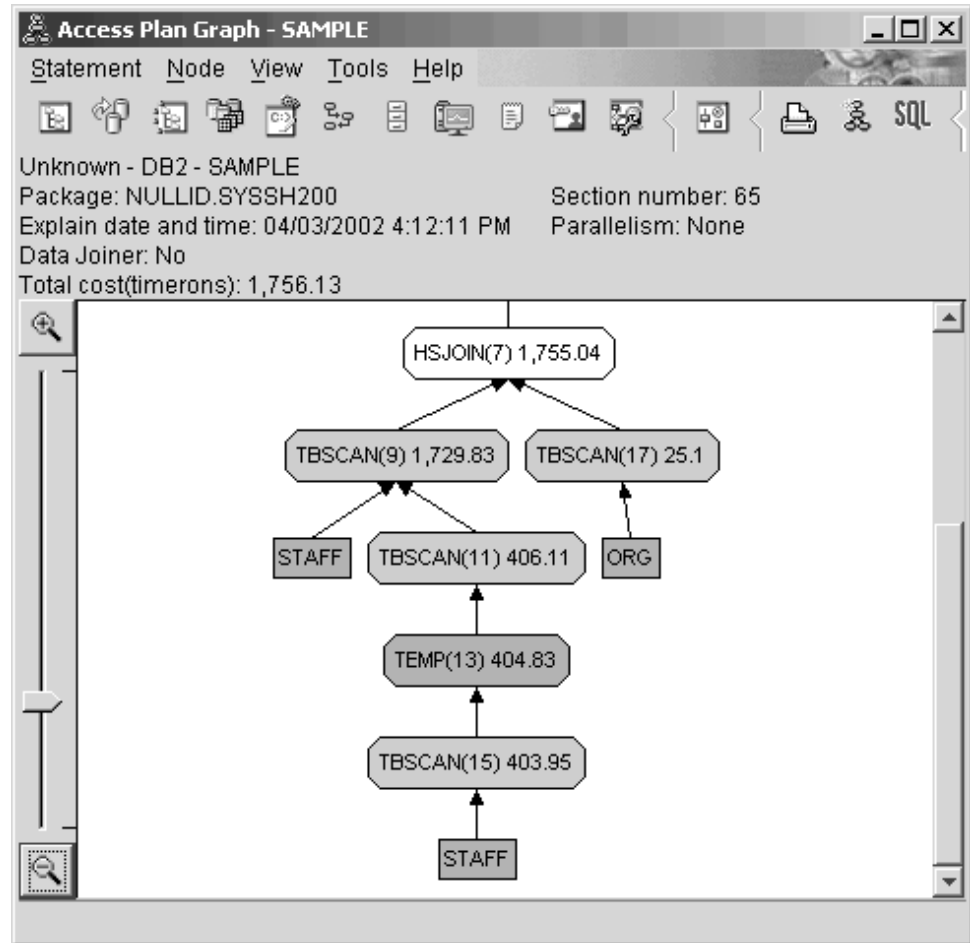 Access Plan Graph - SAMPLE
Statement Node View Tools Help
SQL
Unknown - DB2 - SAMPLE
Package: NULLID.SYSSH200 Section number: 65
Explain date and time: 04/03/2002 4:12:11 PM Parallelism: None
Data Joiner: No
Total cost(timerons): 1,756.13
HSJOIN(7) 1,755.04
TBSCAN(9) 1,729.83 TBSCAN(17) 25.1
STAFF TBSCAN(11) 406.11 ORG
TEMP(13) 404.83
TBSCAN(15) 403.95
STAFF